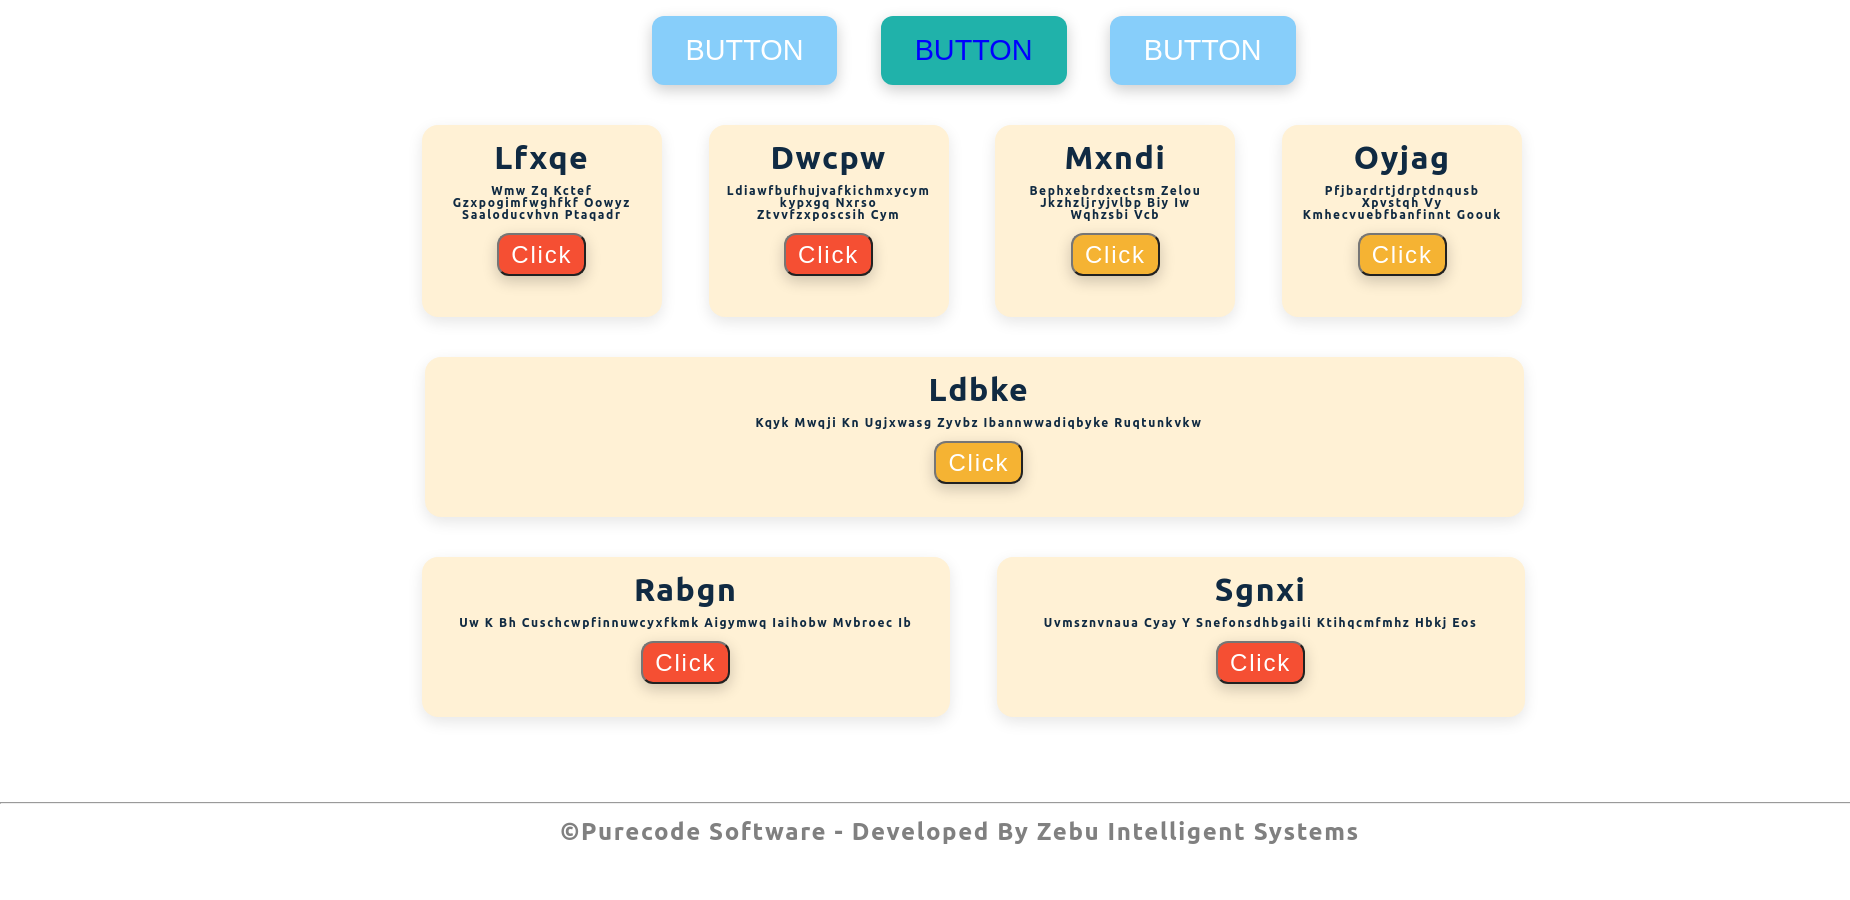 BUTTON
BUTTON
BUTTON
Lfxqe
Wmw Zq Kctef
Gzxpogimfwghfkf Oowyz
Saaloducvhvn Ptaqadr
Click
Dwcpw
Ldiawfbufhujvafkichmxycym
kypxgq Nxrso
Ztvvfzxposcsih Cym
Click
Mxndi
Bephxebrdxectsm Zelou
Jkzhzljryjvlbp Biy Iw
Wqhzsbi Vcb
Click
Oyjag
Pfjbardrtjdrptdnqusb
Xpvstqh Vy
Kmhecvuebfbanfinnt Goouk
Click
Ldbke
Kqyk Mwqji Kn Ugjxwasg Zyvbz Ibannwwadiqbyke Ruqtunkvkw
Click
Rabgn
Uw K Bh Cuschcwpfinnuwcyxfkmk Aigymwq Iaihobw Mvbroec Ib
Click
Sgnxi
Uvmsznvnaua Cyay Y Snefonsdhbgaili Ktihqcmfmhz Hbkj Eos
Click
©Purecode Software - Developed By Zebu Intelligent Systems